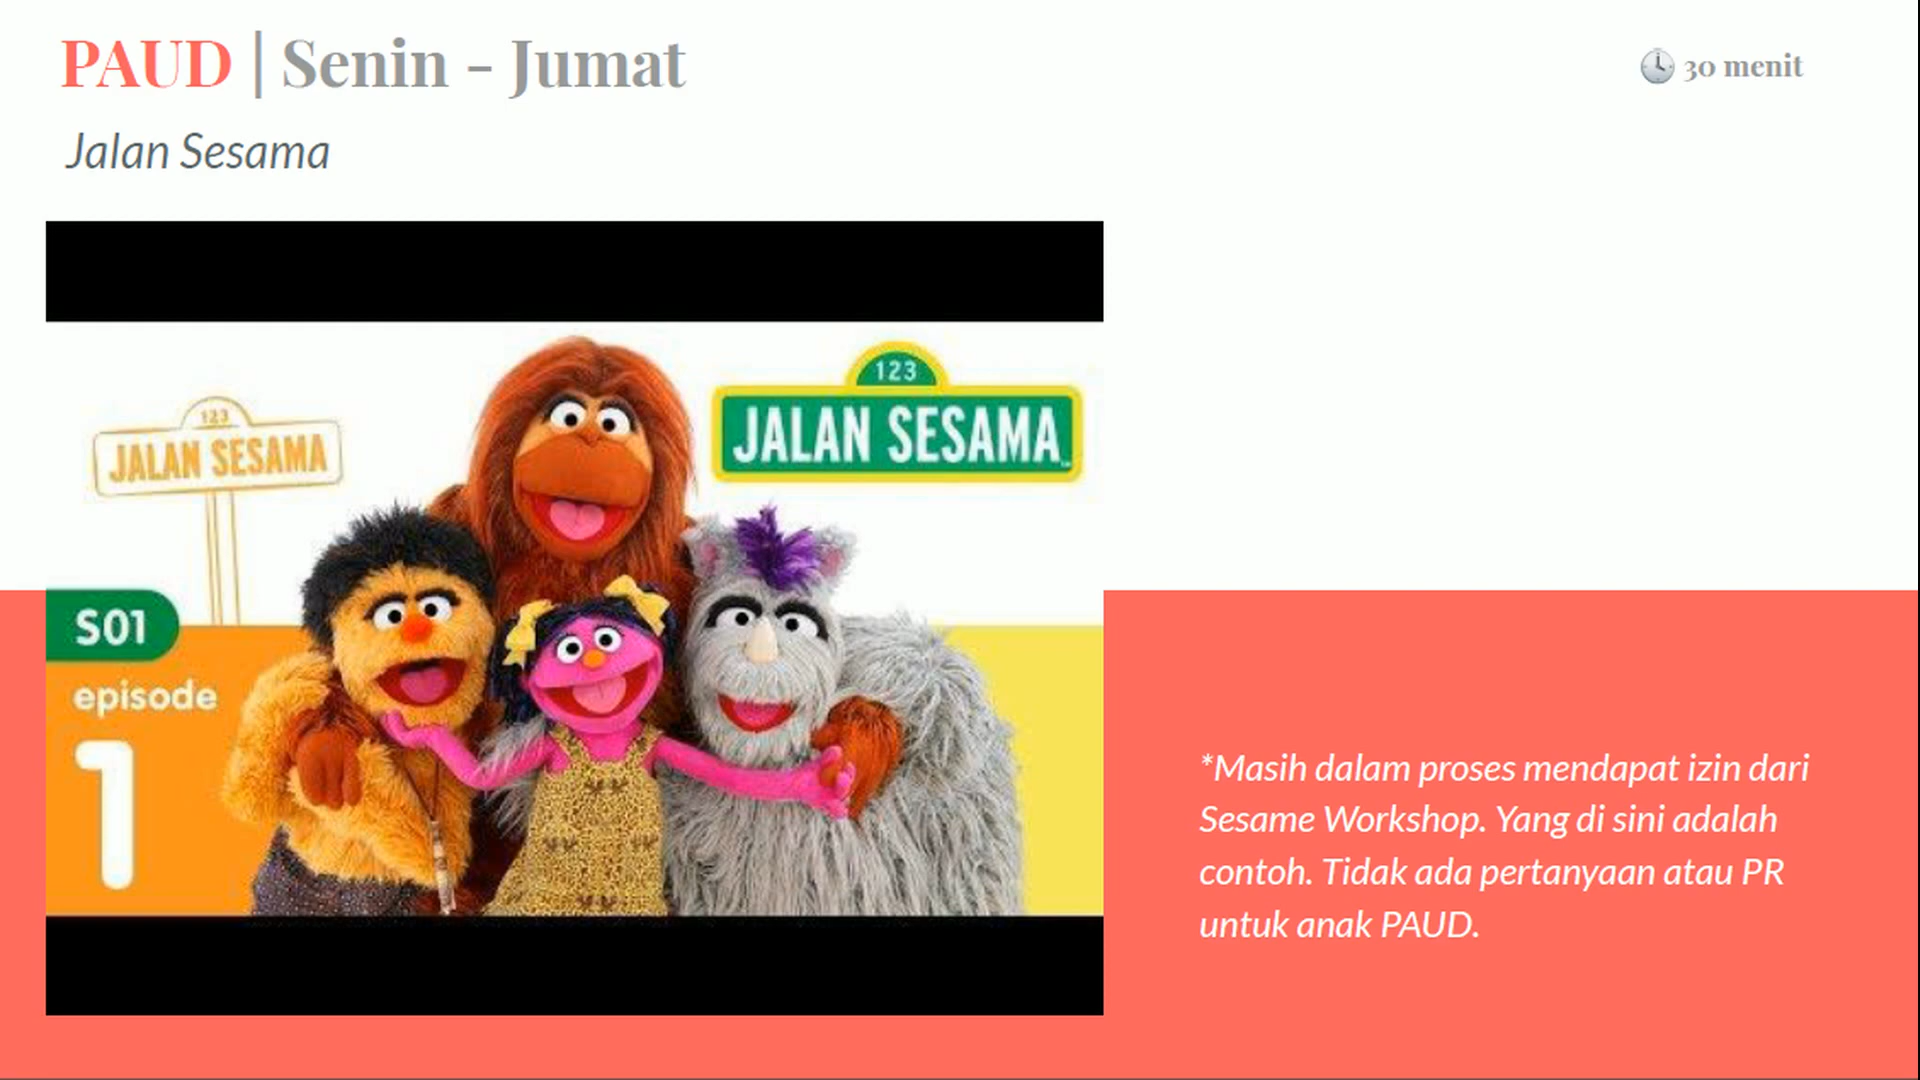 PAUD | Senin - Jumat
30 menit
Jalan Sesama
123
JALAN SESAMA
123
JALAN SESAMA
S01
episode
1
*Masih dalam proses mendapat izin dari
Sesame Workshop. Yang di sini adalah
contoh. Tidak ada pertanyaan atau PR
untuk anak PAUD.